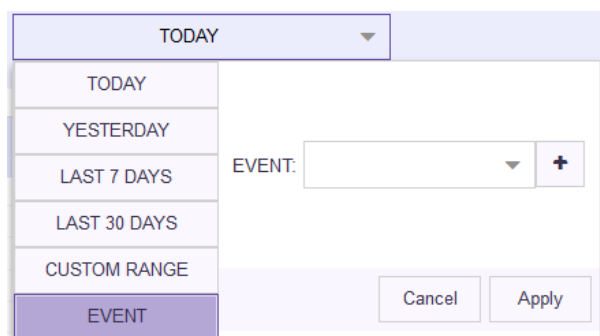 TODAY
TODAY
YESTERDAY
LAST 7 DAYS
LAST 30 DAYS
CUSTOM RANGE
EVENT
EVENT:
+
Cancel
Apply